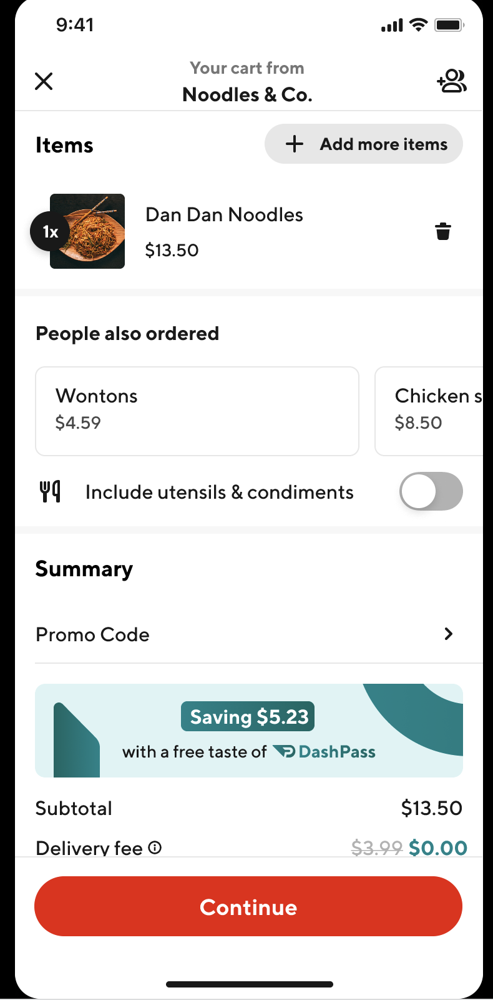 9:41
Your cart from
Noodles & Co.
Items
Add more items
1x
Dan Dan Noodles
$13.50
People also ordered
Wontons
$4.59
Chicken s
$8.50
Include utensils & condiments
Summary
Promo Code
Saving $5.23
with a free taste of DashPass
Subtotal $13.50
Delivery fee $3.99 $0.00
Continue